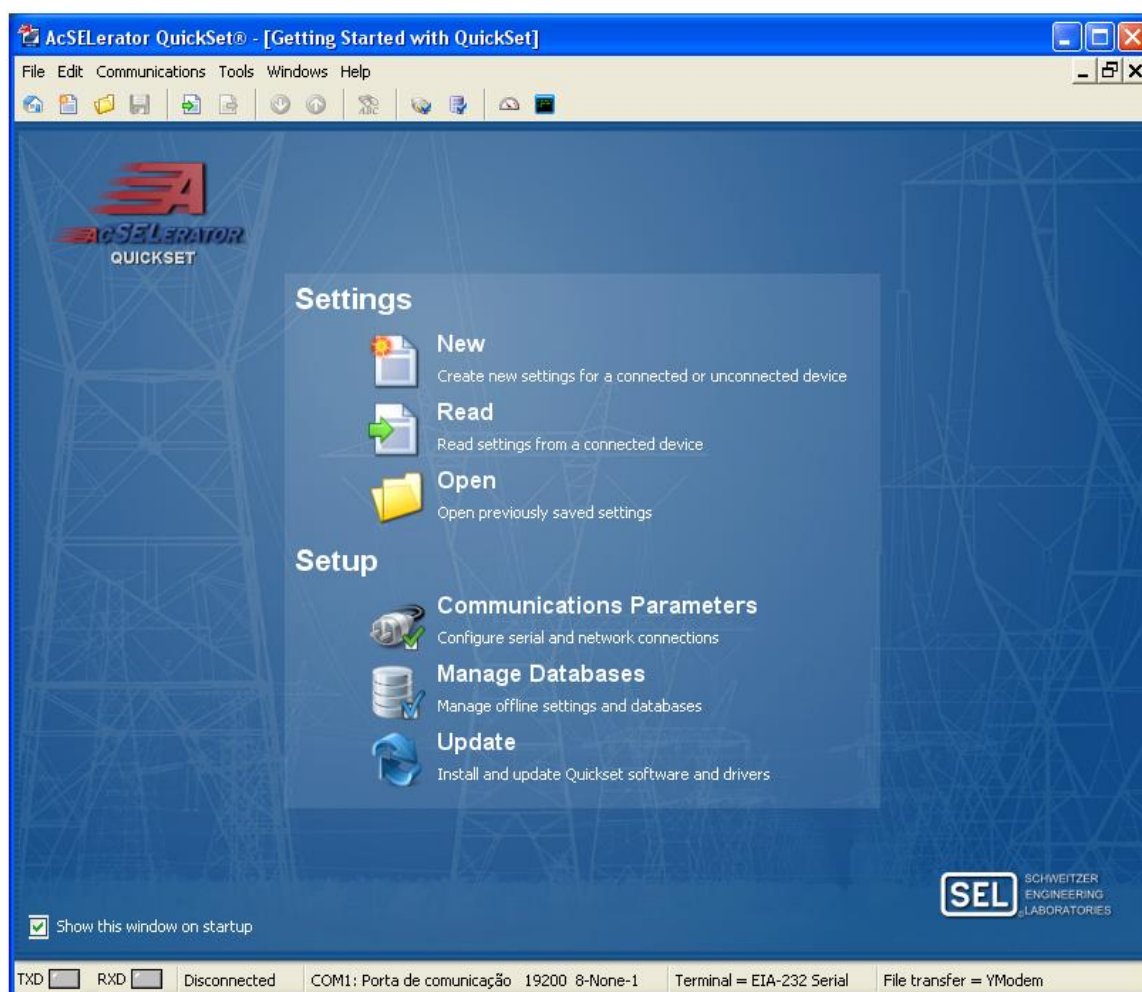 AcSELerator QuickSet® - [Getting Started with QuickSet]
File Edit Communications Tools Windows Help
ACSELERATOR
QUICKSET
Settings
New
Create new settings for a connected or unconnected device
Read
Read settings from a connected device
Open
Open previously saved settings
Setup
Communications Parameters
Configure serial and network connections
Manage Databases
Manage offline settings and databases
Update
Install and update Quickset software and drivers
SEL SCHWEITZER
ENGINEERING
LABORATORIES
Show this window on startup
TXD RXD Disconnected COM1: Porta de comunicação 19200 8-None-1 Terminal = EIA-232 Serial File transfer = YModem